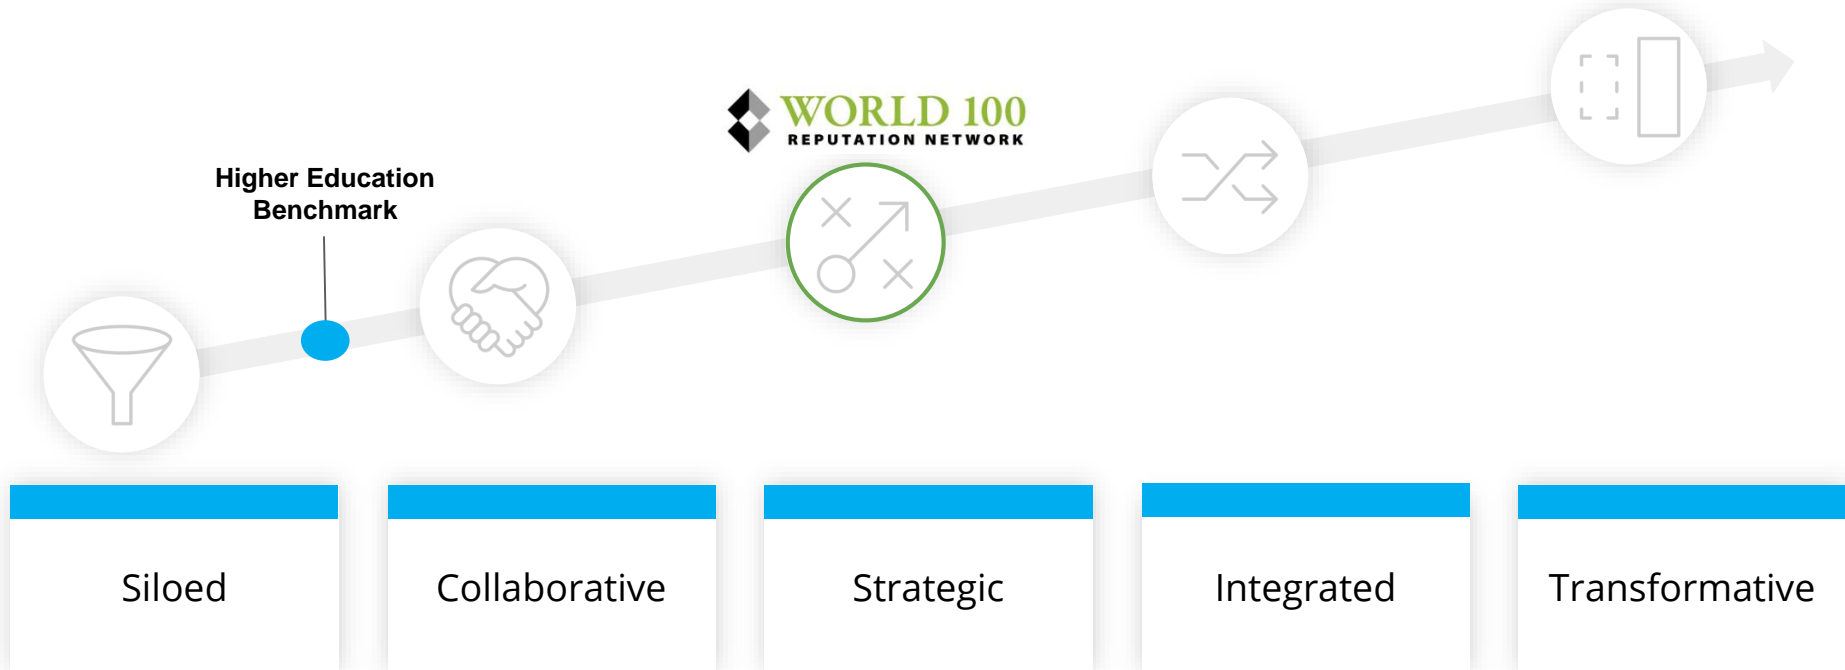 WORLD 100
REPUTATION NETWORK
Higher Education
Benchmark
Siloed
Collaborative
Strategic
Integrated
Transformative